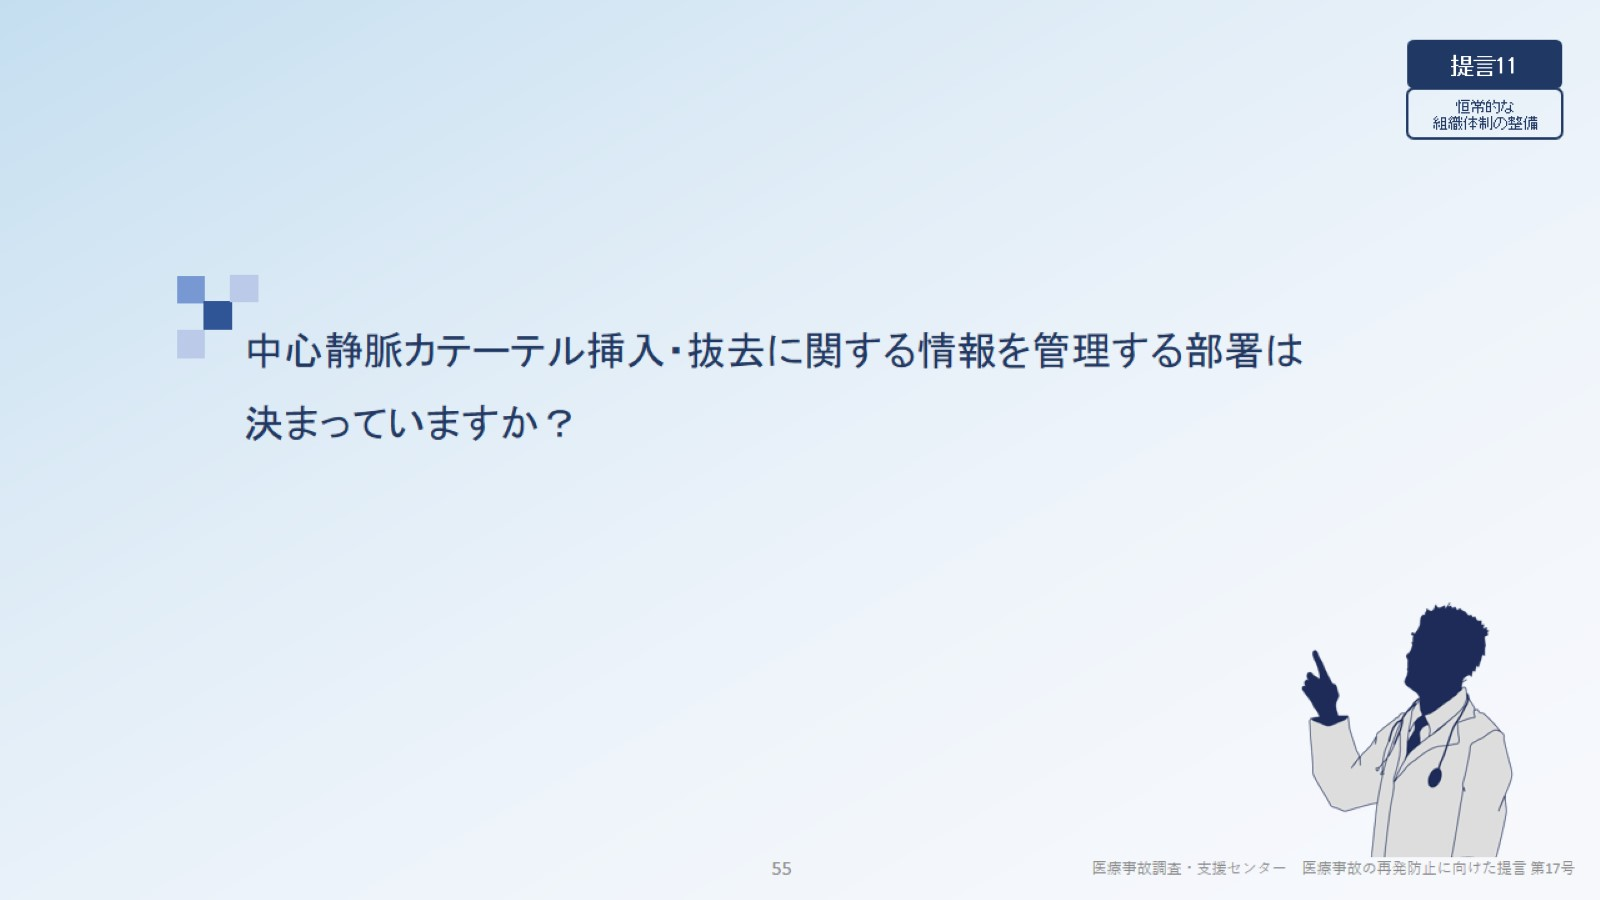 提言11
恒常的な
組織体制の整備
中心静脈カテーテル挿入・抜去に関する情報を管理する部署は
決まっていますか？
55
医療事故調査・支援センター　医療事故の再発防止に向けた提言 第17号